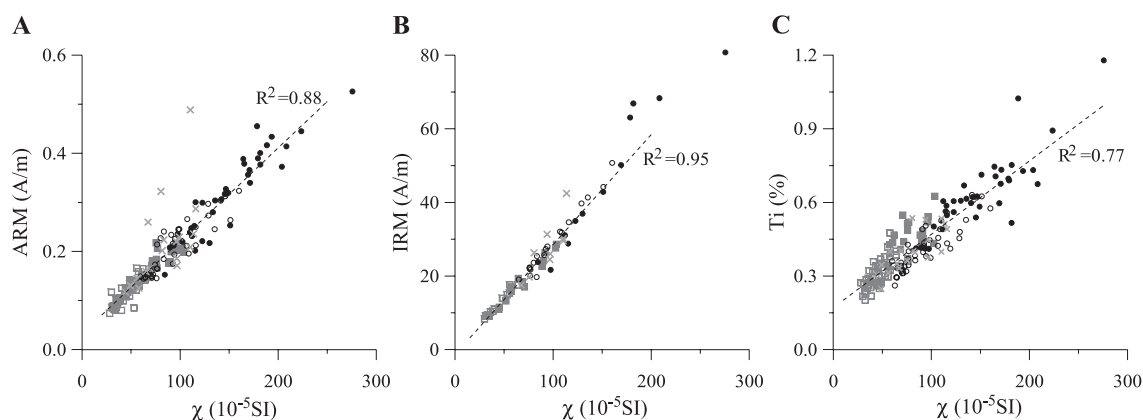 A
ARM (A/m)
0.6
0.4
0.2
0.0
R²=0.88
0
100
200
300
χ (10⁻⁵SI)
B
IRM (A/m)
80
60
40
20
0
R²=0.95
0
100
200
300
χ (10⁻⁵SI)
C
Ti (%)
1.2
0.9
0.6
0.3
0.0
R²=0.77
0
100
200
300
χ (10⁻⁵SI)